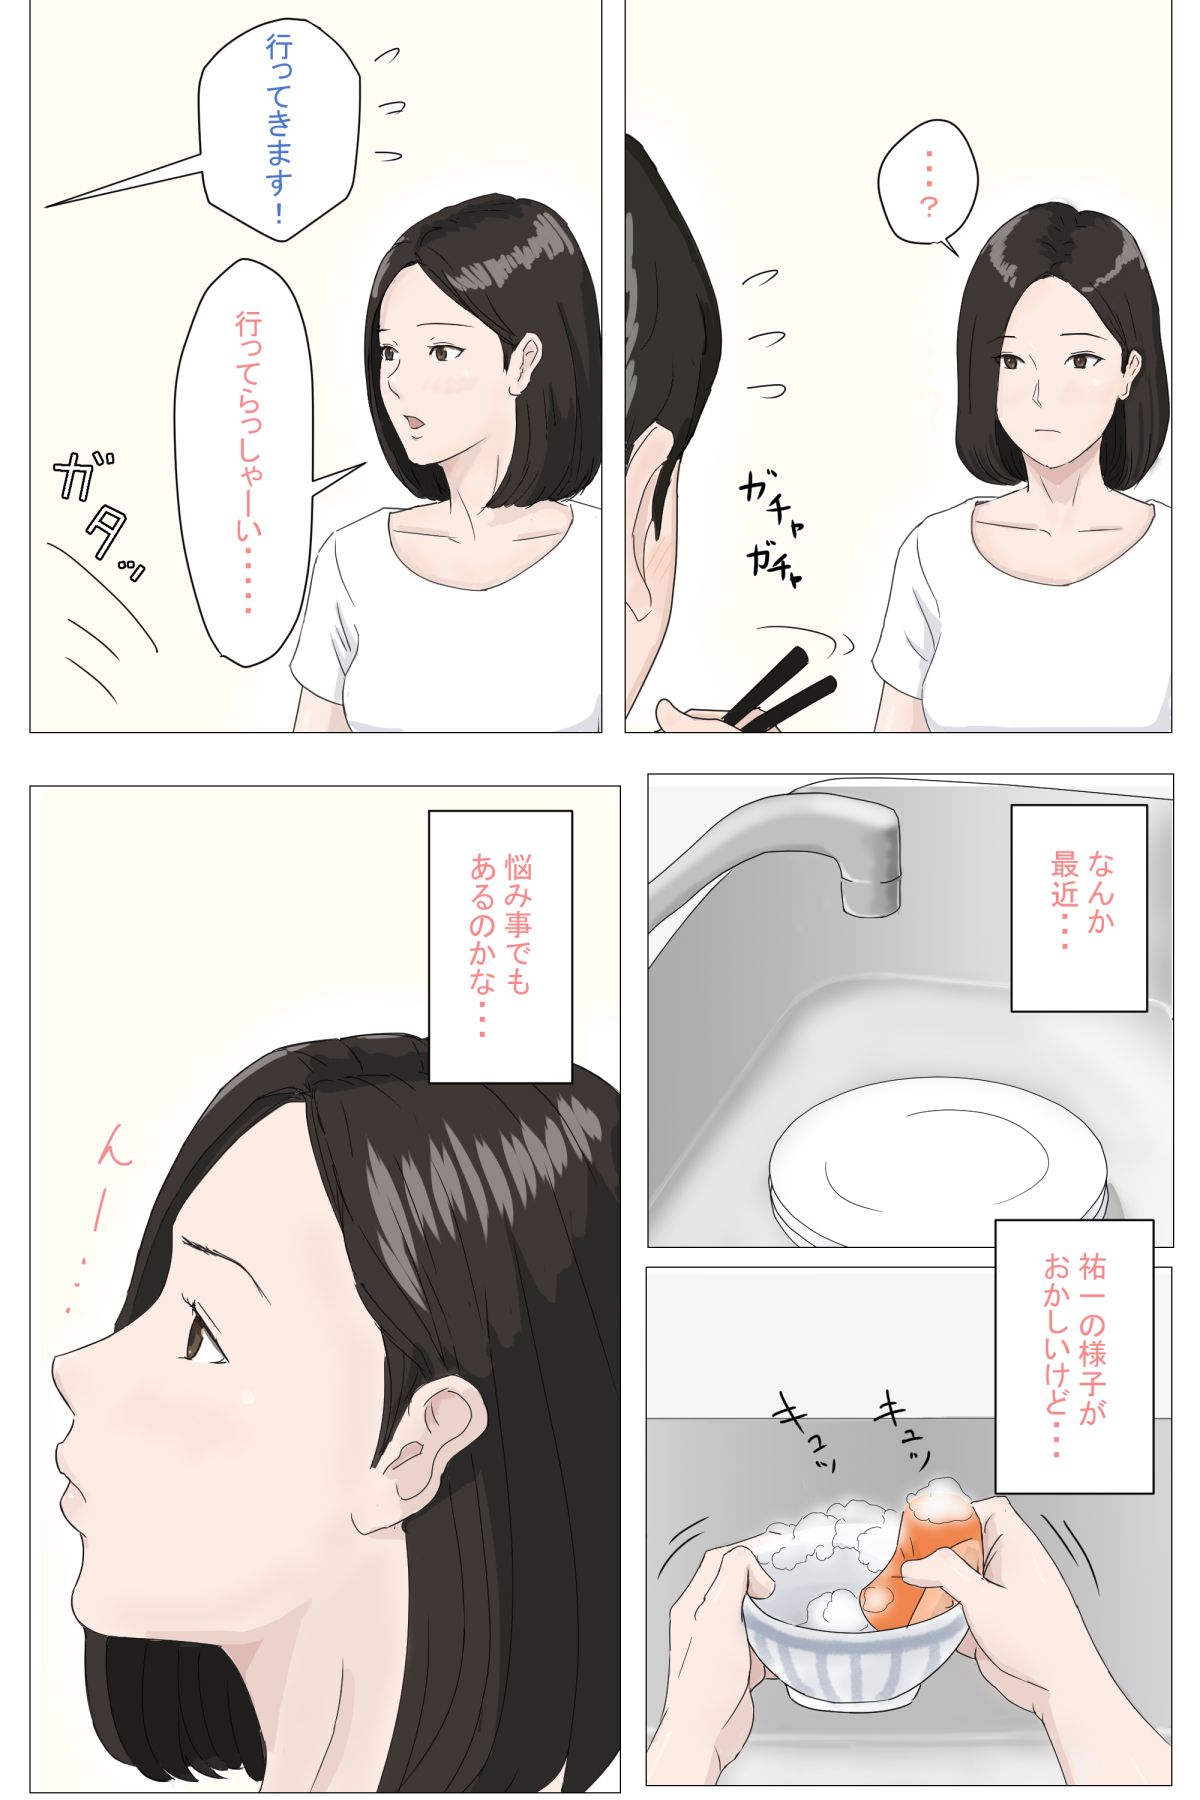 ・・・？
ガチャ
ガチャ
行ってきます！
行ってらっしゃーい・・・・・
ガタッ
なんか
最近・・・
祐一の様子が
おかしいけど・・・
キュッ
キュッ
悩み事でも
あるのかな・・・
んー・・・